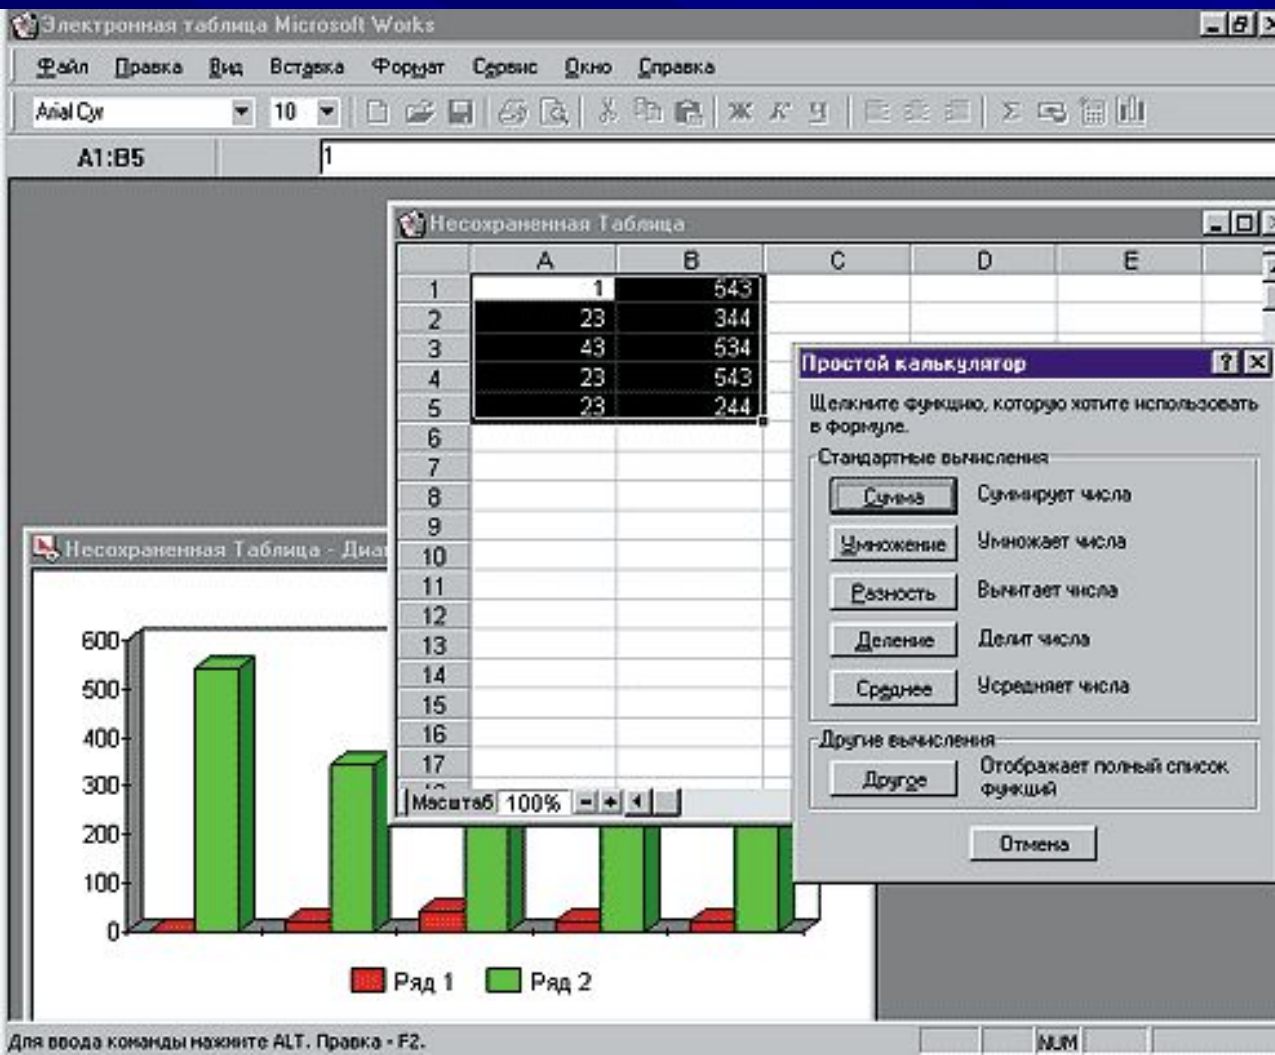 Электронная таблица Microsoft Works
Файл Правка Вид Вставка Формат Сервис Окно Справка
Arial Cyr 10 Ж К Ч Σ
A1:B5 1
Несохраненная Таблица
A B C D E
1 1 543
2 23 344
3 43 534
4 23 543
5 23 244
6
7
8
9
10
11
12
13
14
15
16
17
Масштаб 100%
Простой калькулятор
Щелкните функцию, которую хотите использовать
в формуле.
Стандартные вычисления
Сумма Суммирует числа
Умножение Умножает числа
Разность Вычитает числа
Деление Делит числа
Среднее Усредняет числа
Другие вычисления
Другое Отображает полный список
функций
Отмена
Несохраненная Таблица -
600
500
400
300
200
100
0
Ряд 1 Ряд 2
Для ввода команды нажмите ALT. Правка - F2.
NUM